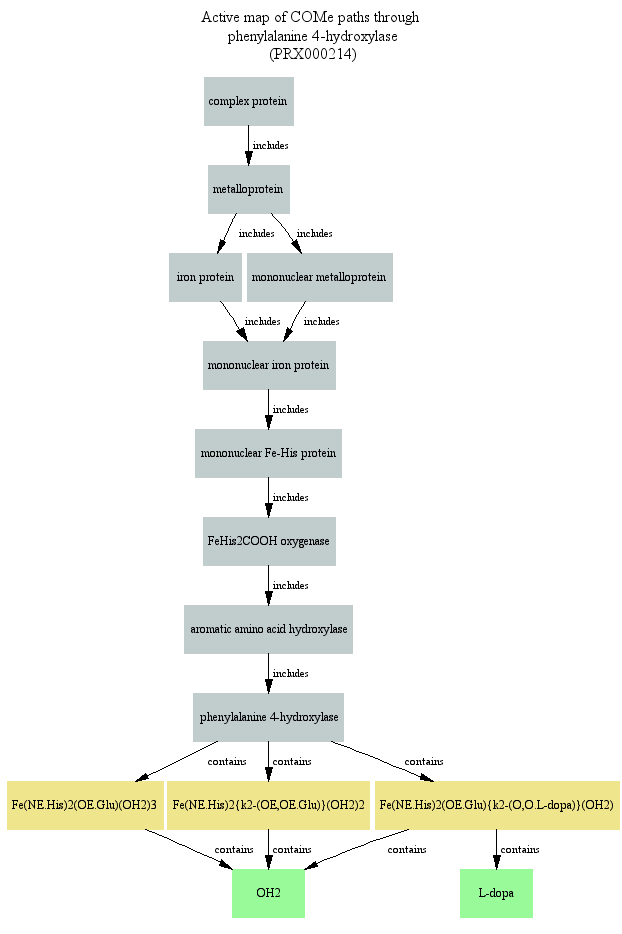 Active map of COMe paths through
phenylalanine 4-hydroxylase
(PRX000214)
complex protein
includes
metalloprotein
includes includes
iron protein mononuclear metalloprotein
includes includes
mononuclear iron protein
includes
mononuclear Fe-His protein
includes
FeHis2COOH oxygenase
includes
aromatic amino acid hydroxylase
includes
phenylalanine 4-hydroxylase
contains contains contains
Fe(NE.His)2(OE.Glu)(OH2)3 Fe(NE.His)2{k2-(OE,OE.Glu)}(OH2)2 Fe(NE.His)2(OE.Glu){k2-(O,O.L-dopa)}(OH2)
contains contains contains contains
OH2 L-dopa